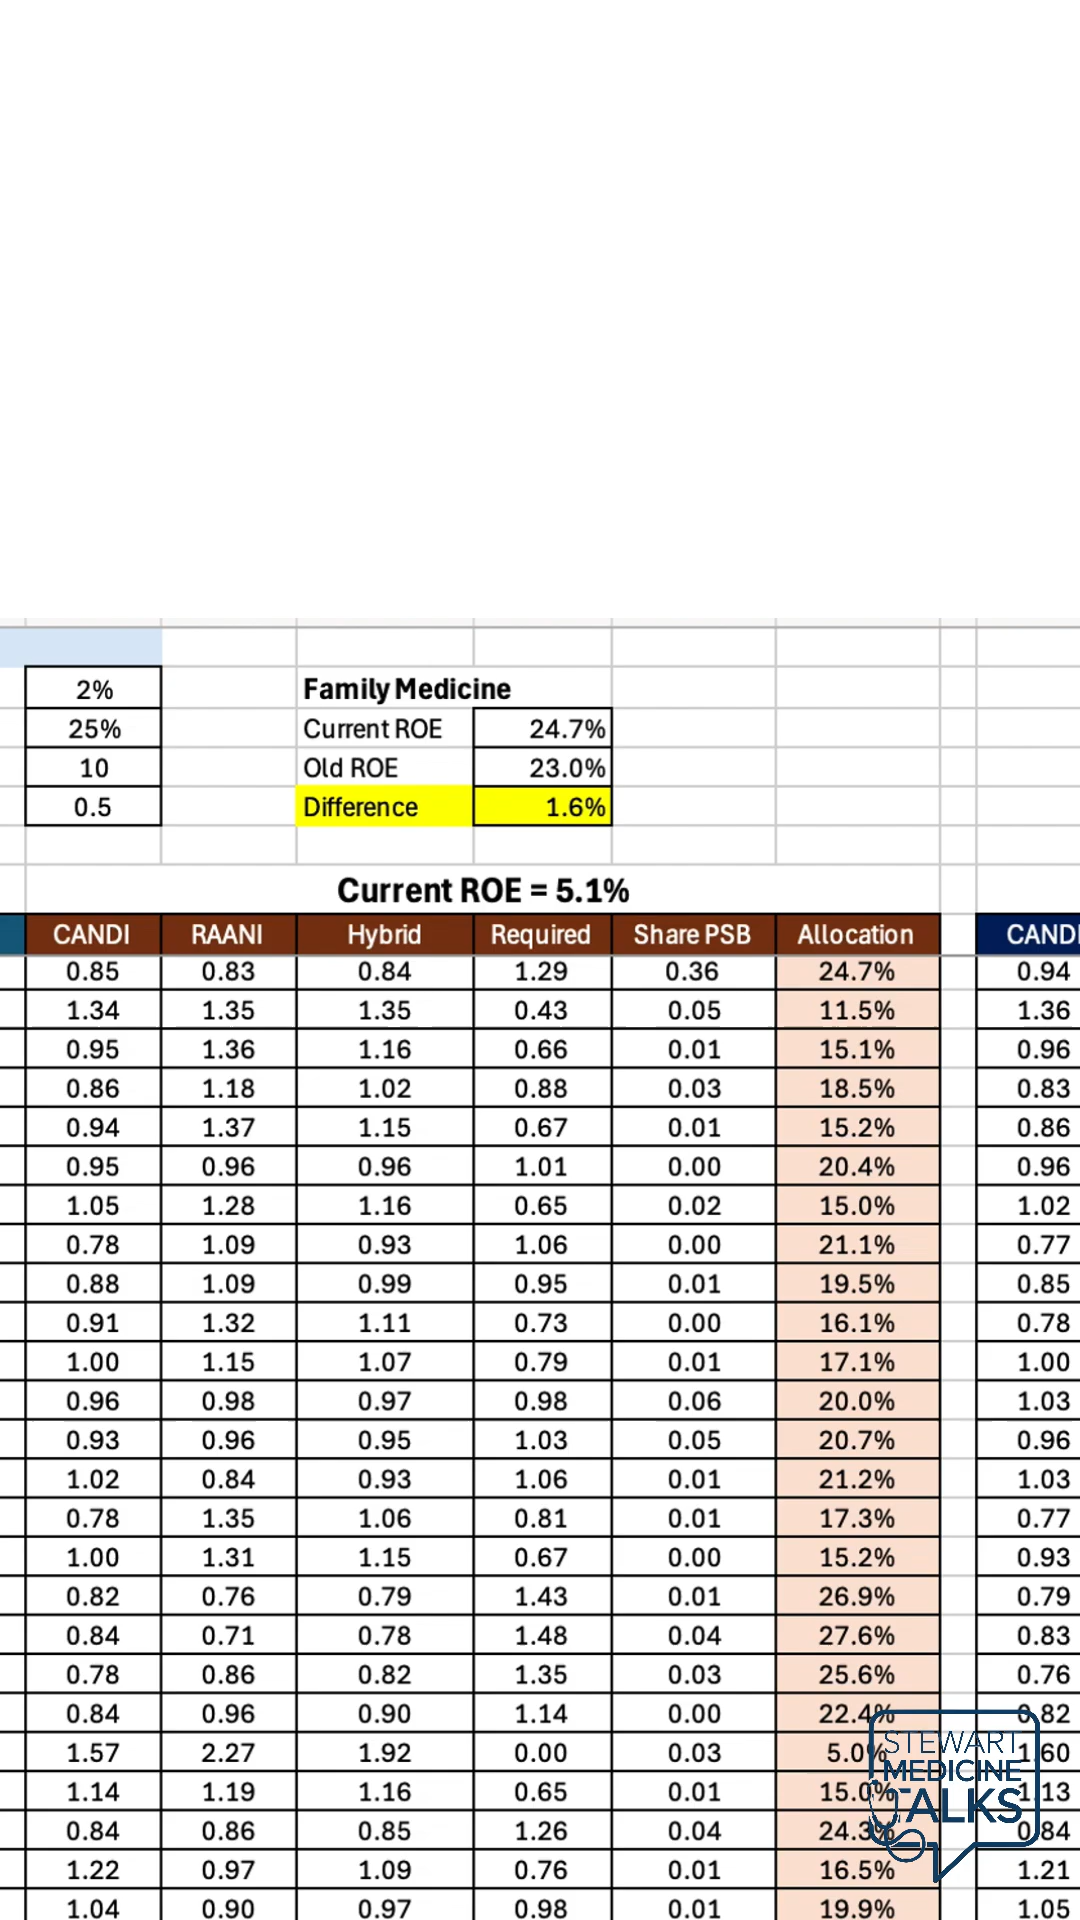 2% Family Medicine
25% Current ROE 24.7%
10 Old ROE 23.0%
0.5 Difference 1.6%
Current ROE = 5.1%
CANDI RAANI Hybrid Required Share PSB Allocation CANDI
0.85 0.83 0.84 1.29 0.36 24.7% 0.94
1.34 1.35 1.35 0.43 0.05 11.5% 1.36
0.95 1.36 1.16 0.66 0.01 15.1% 0.96
0.86 1.18 1.02 0.88 0.03 18.5% 0.83
0.94 1.37 1.15 0.67 0.01 15.2% 0.86
0.95 0.96 0.96 1.01 0.00 20.4% 0.96
1.05 1.28 1.16 0.65 0.02 15.0% 1.02
0.78 1.09 0.93 1.06 0.00 21.1% 0.77
0.88 1.09 0.99 0.95 0.01 19.5% 0.85
0.91 1.32 1.11 0.73 0.00 16.1% 0.78
1.00 1.15 1.07 0.79 0.01 17.1% 1.00
0.96 0.98 0.97 0.98 0.06 20.0% 1.03
0.93 0.96 0.95 1.03 0.05 20.7% 0.96
1.02 0.84 0.93 1.06 0.01 21.2% 1.03
0.78 1.35 1.06 0.81 0.01 17.3% 0.77
1.00 1.31 1.15 0.67 0.00 15.2% 0.93
0.82 0.76 0.79 1.43 0.01 26.9% 0.79
0.84 0.71 0.78 1.48 0.04 27.6% 0.83
0.78 0.86 0.82 1.35 0.03 25.6% 0.76
0.84 0.96 0.90 1.14 0.00 22.4% 0.82
1.57 2.27 1.92 0.00 0.03 5.0% 1.60
1.14 1.19 1.16 0.65 0.01 15.0% 1.13
0.84 0.86 0.85 1.26 0.04 24.3% 0.84
1.22 0.97 1.09 0.76 0.01 16.5% 1.21
1.04 0.90 0.97 0.98 0.01 19.9% 1.05
STEWART
MEDICINE
TALKS